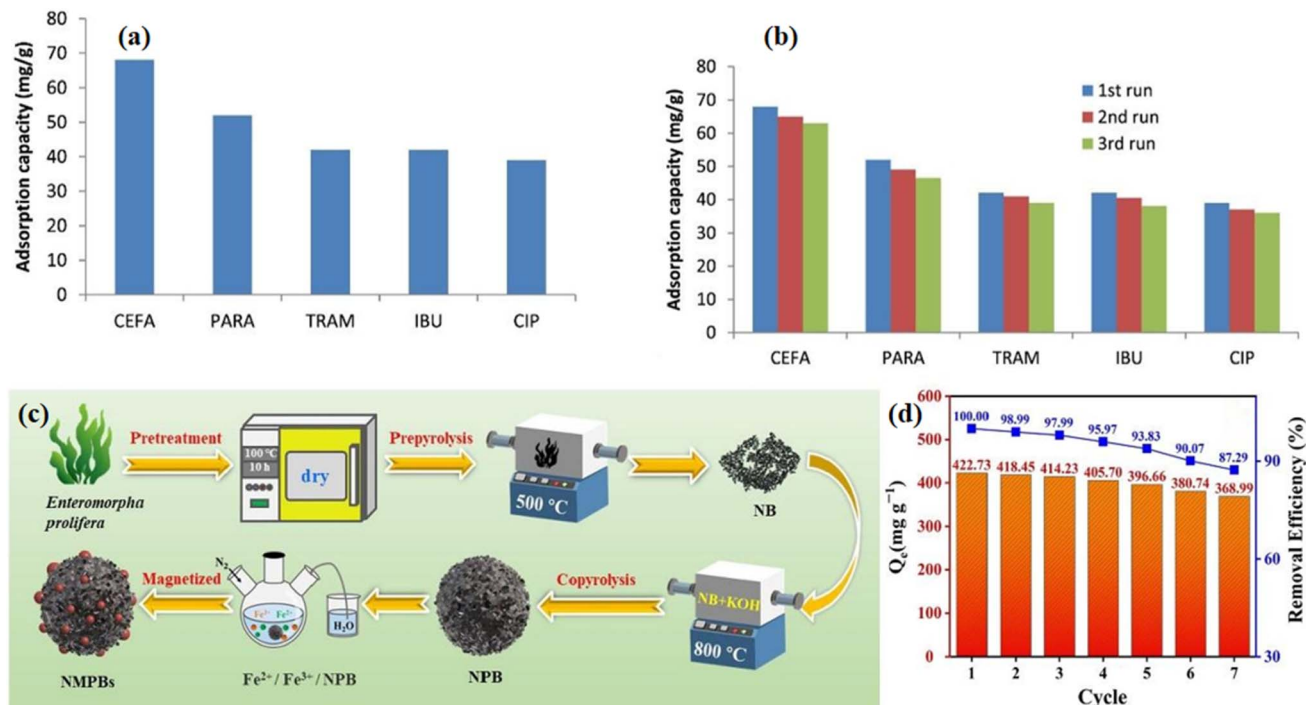 (a)
Adsorption capacity (mg/g)
80
70
60
50
40
30
20
10
0
CEFA PARA TRAM IBU CIP
(b)
Adsorption capacity (mg/g)
80
70
60
50
40
30
20
10
0
1st run
2nd run
3rd run
CEFA PARA TRAM IBU CIP
(c)
Enteromorpha
prolifera
Pretreatment
100 °C
10 h
dry
Prepyrolysis
500 °C
NB
NB+KOH
800 °C
Copyrolysis
NPB
N₂
H₂O
Fe²⁺ / Fe³⁺ / NPB
Magnetized
NMPBs
(d)
Qe(mg g⁻¹)
600
500
400
300
200
100
0
100.00 98.99 97.99 95.97 93.83 90.07 87.29
422.73 418.45 414.23 405.70 396.66 380.74 368.99
1 2 3 4 5 6 7
Cycle
90
60
30
Removal Efficiency (%)